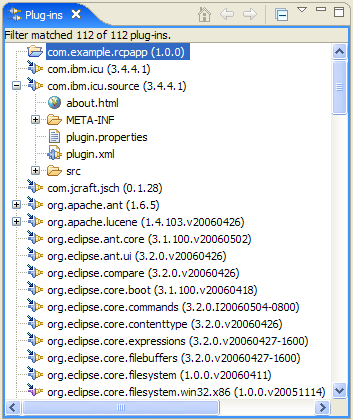 Plug-ins
Filter matched 112 of 112 plug-ins.
com.example.rcpapp (1.0.0)
com.ibm.icu (3.4.4.1)
com.ibm.icu.source (3.4.4.1)
about.html
META-INF
plugin.properties
plugin.xml
src
com.jcraft.jsch (0.1.28)
org.apache.ant (1.6.5)
org.apache.lucene (1.4.103.v20060426)
org.eclipse.ant.core (3.1.100.v20060502)
org.eclipse.ant.ui (3.2.0.v20060426)
org.eclipse.compare (3.2.0.v20060426)
org.eclipse.core.boot (3.1.100.v20060418)
org.eclipse.core.commands (3.2.0.I20060504-0800)
org.eclipse.core.contenttype (3.2.0.v20060426)
org.eclipse.core.expressions (3.2.0.v20060427-1600)
org.eclipse.core.filebuffers (3.2.0.v20060427-1600)
org.eclipse.core.filesystem (1.0.0.v20060411)
org.eclipse.core.filesystem.win32.x86 (1.0.0.v20051114)